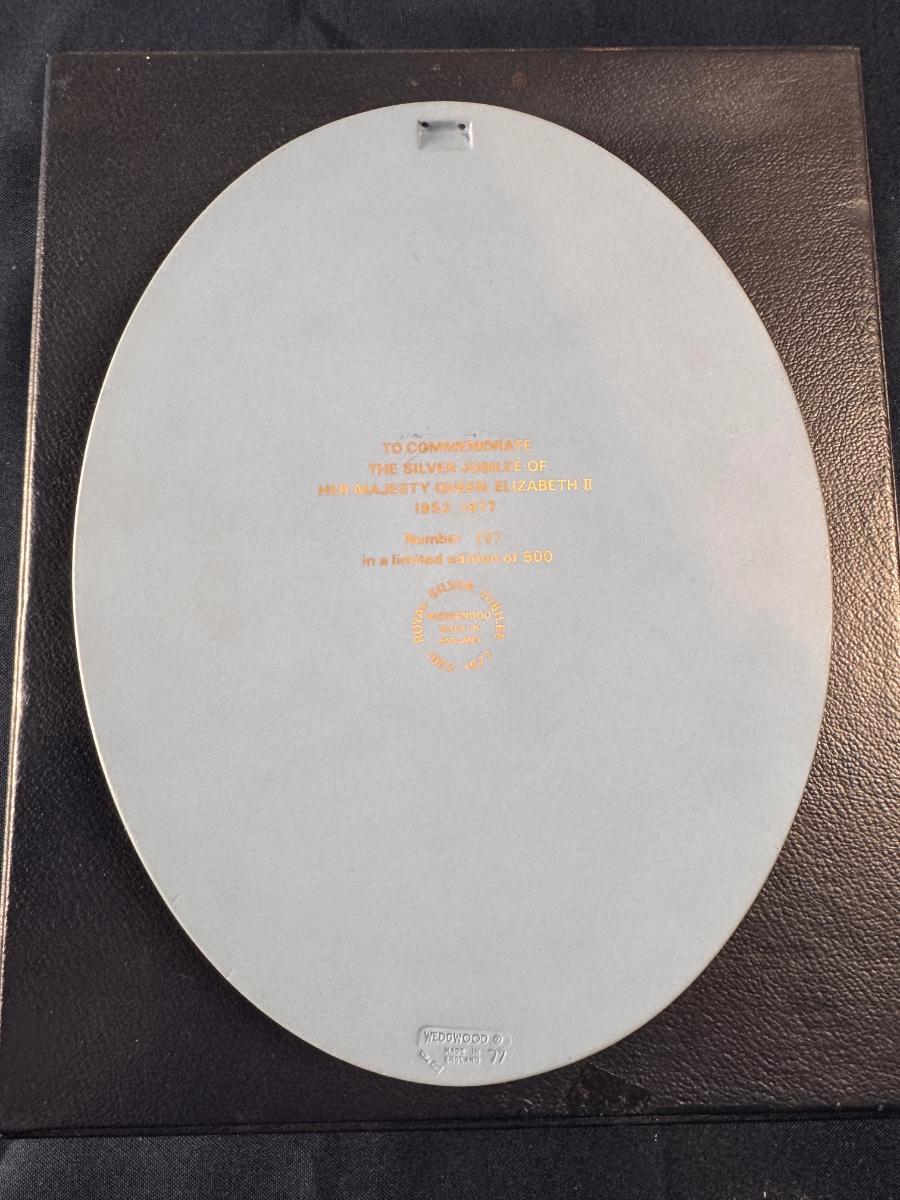 TO COMMEMORATE
THE SILVER JUBILEE OF
HER MAJESTY QUEEN ELIZABETH II
1952 1977
Number 197
in a limited edition of 500
ROYAL SILVER JUBILEE
WEDGWOOD
MADE IN
ENGLAND
1952-1977
WEDGWOOD ®
MADE IN
ENGLAND 77